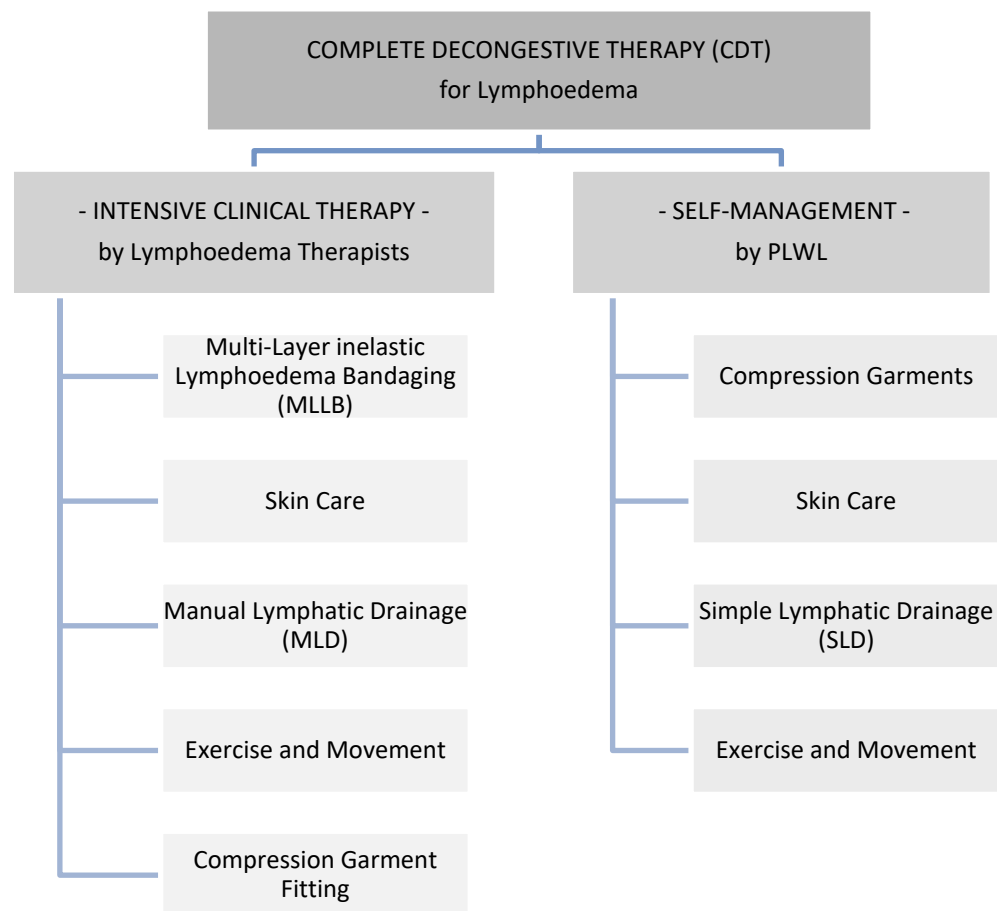 COMPLETE DECONGESTIVE THERAPY (CDT)
for Lymphoedema
- INTENSIVE CLINICAL THERAPY -
by Lymphoedema Therapists
Multi-Layer inelastic
Lymphoedema Bandaging
(MLLB)
Skin Care
Manual Lymphatic Drainage
(MLD)
Exercise and Movement
Compression Garment
Fitting
- SELF-MANAGEMENT -
by PLWL
Compression Garments
Skin Care
Simple Lymphatic Drainage
(SLD)
Exercise and Movement